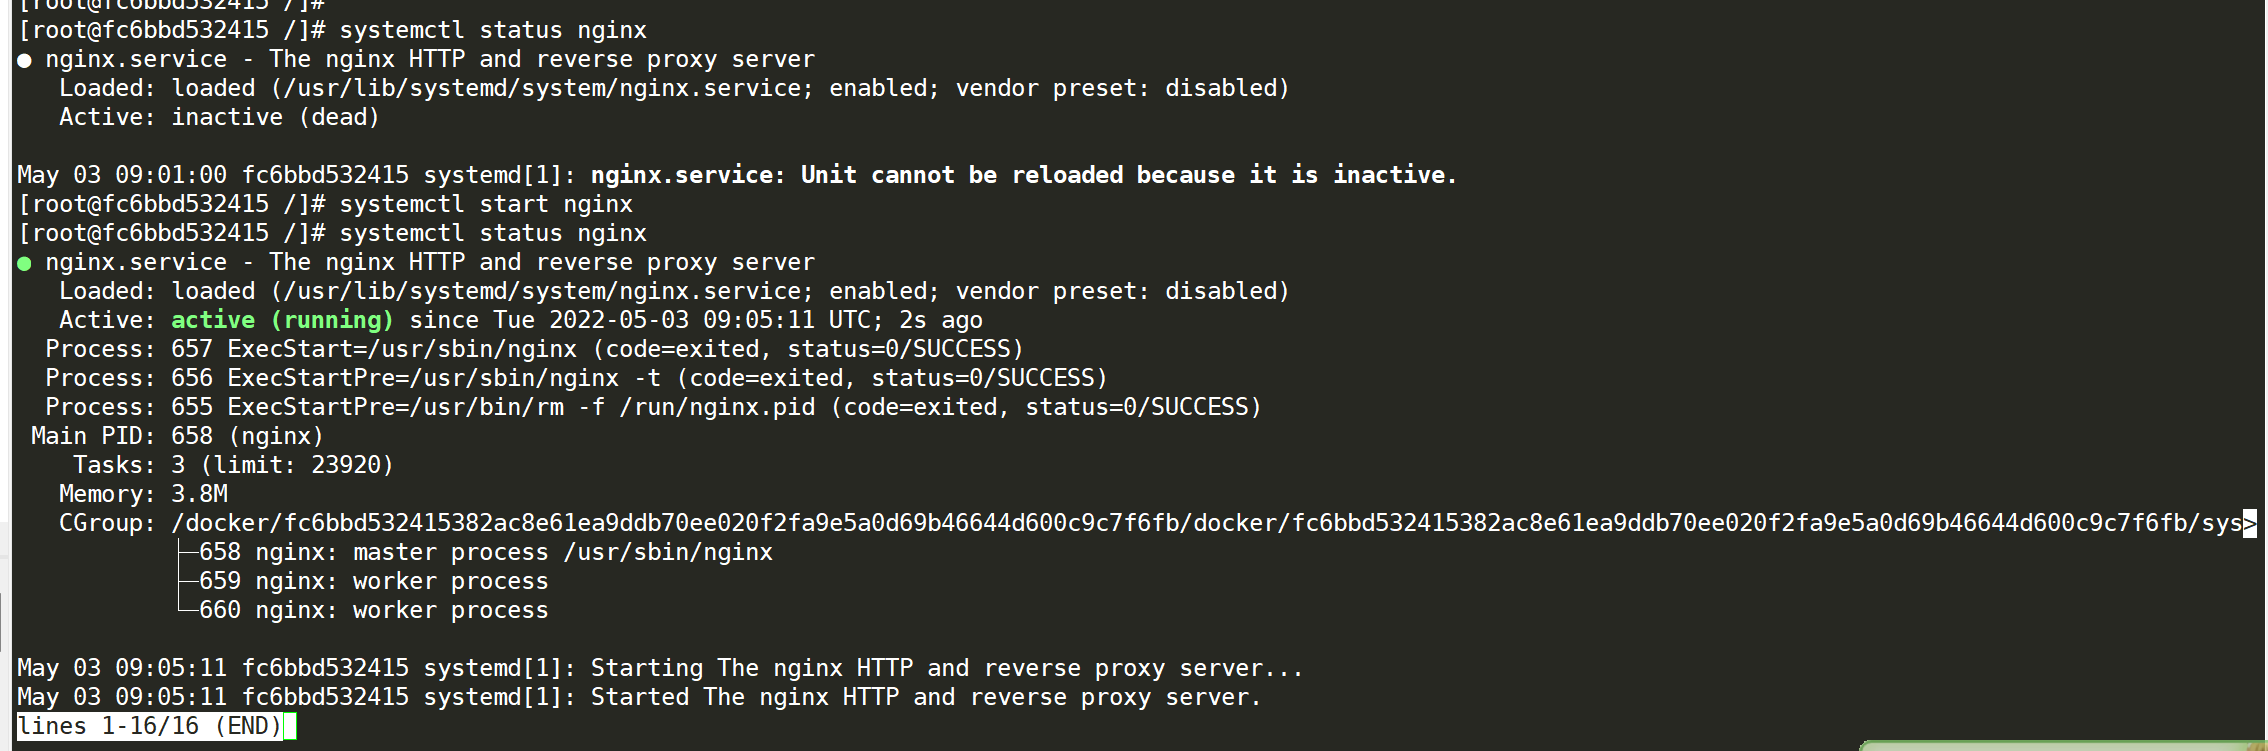 [root@fc6bbd532415 /]#
[root@fc6bbd532415 /]# systemctl status nginx
● nginx.service - The nginx HTTP and reverse proxy server
   Loaded: loaded (/usr/lib/systemd/system/nginx.service; enabled; vendor preset: disabled)
   Active: inactive (dead)

May 03 09:01:00 fc6bbd532415 systemd[1]: nginx.service: Unit cannot be reloaded because it is inactive.
[root@fc6bbd532415 /]# systemctl start nginx
[root@fc6bbd532415 /]# systemctl status nginx
● nginx.service - The nginx HTTP and reverse proxy server
   Loaded: loaded (/usr/lib/systemd/system/nginx.service; enabled; vendor preset: disabled)
   Active: active (running) since Tue 2022-05-03 09:05:11 UTC; 2s ago
  Process: 657 ExecStart=/usr/sbin/nginx (code=exited, status=0/SUCCESS)
  Process: 656 ExecStartPre=/usr/sbin/nginx -t (code=exited, status=0/SUCCESS)
  Process: 655 ExecStartPre=/usr/bin/rm -f /run/nginx.pid (code=exited, status=0/SUCCESS)
 Main PID: 658 (nginx)
    Tasks: 3 (limit: 23920)
   Memory: 3.8M
   CGroup: /docker/fc6bbd532415382ac8e61ea9ddb70ee020f2fa9e5a0d69b46644d600c9c7f6fb/docker/fc6bbd532415382ac8e61ea9ddb70ee020f2fa9e5a0d69b46644d600c9c7f6fb/sys>
           ├─658 nginx: master process /usr/sbin/nginx
           ├─659 nginx: worker process
           └─660 nginx: worker process

May 03 09:05:11 fc6bbd532415 systemd[1]: Starting The nginx HTTP and reverse proxy server...
May 03 09:05:11 fc6bbd532415 systemd[1]: Started The nginx HTTP and reverse proxy server.
lines 1-16/16 (END)